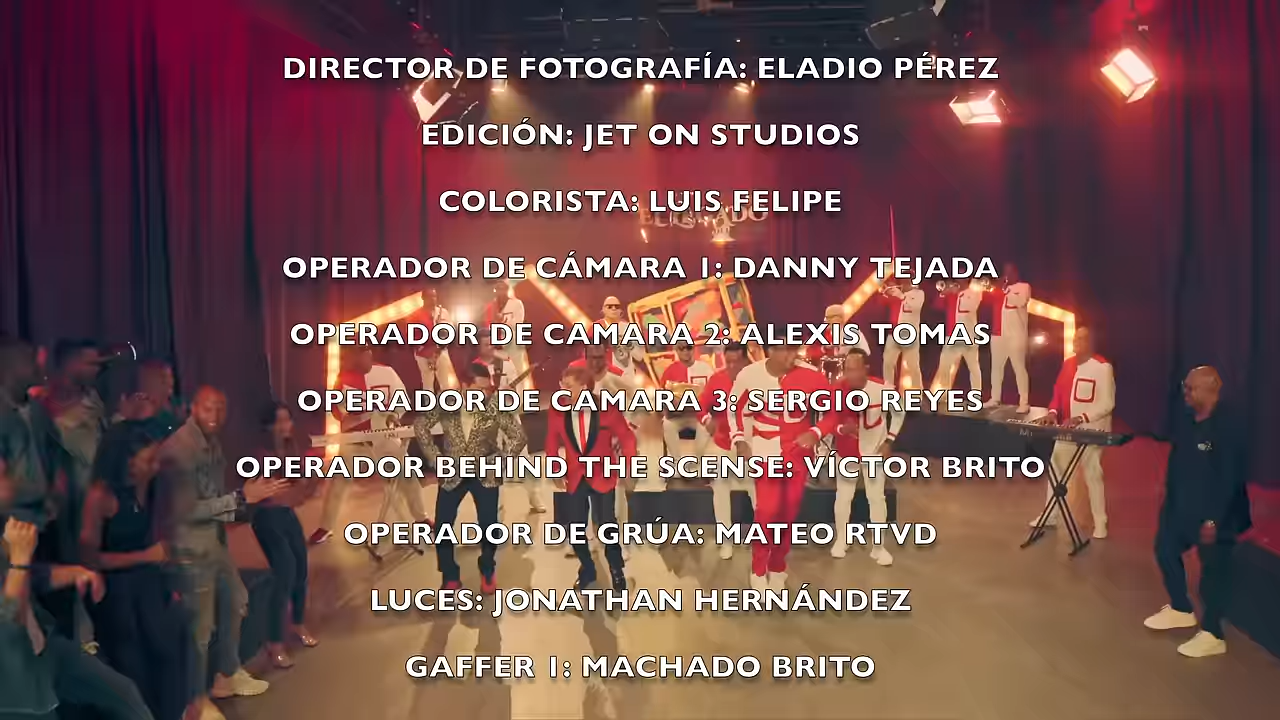 DIRECTOR DE FOTOGRAFÍA: ELADIO PÉREZ
EDICIÓN: JET ON STUDIOS
COLORISTA: LUIS FELIPE
OPERADOR DE CÁMARA 1: DANNY TEJADA
OPERADOR DE CAMARA 2: ALEXIS TOMAS
OPERADOR DE CAMARA 3: SERGIO REYES
OPERADOR BEHIND THE SCENSE: VÍCTOR BRITO
OPERADOR DE GRÚA: MATEO RTVD
LUCES: JONATHAN HERNÁNDEZ
GAFFER 1: MACHADO BRITO